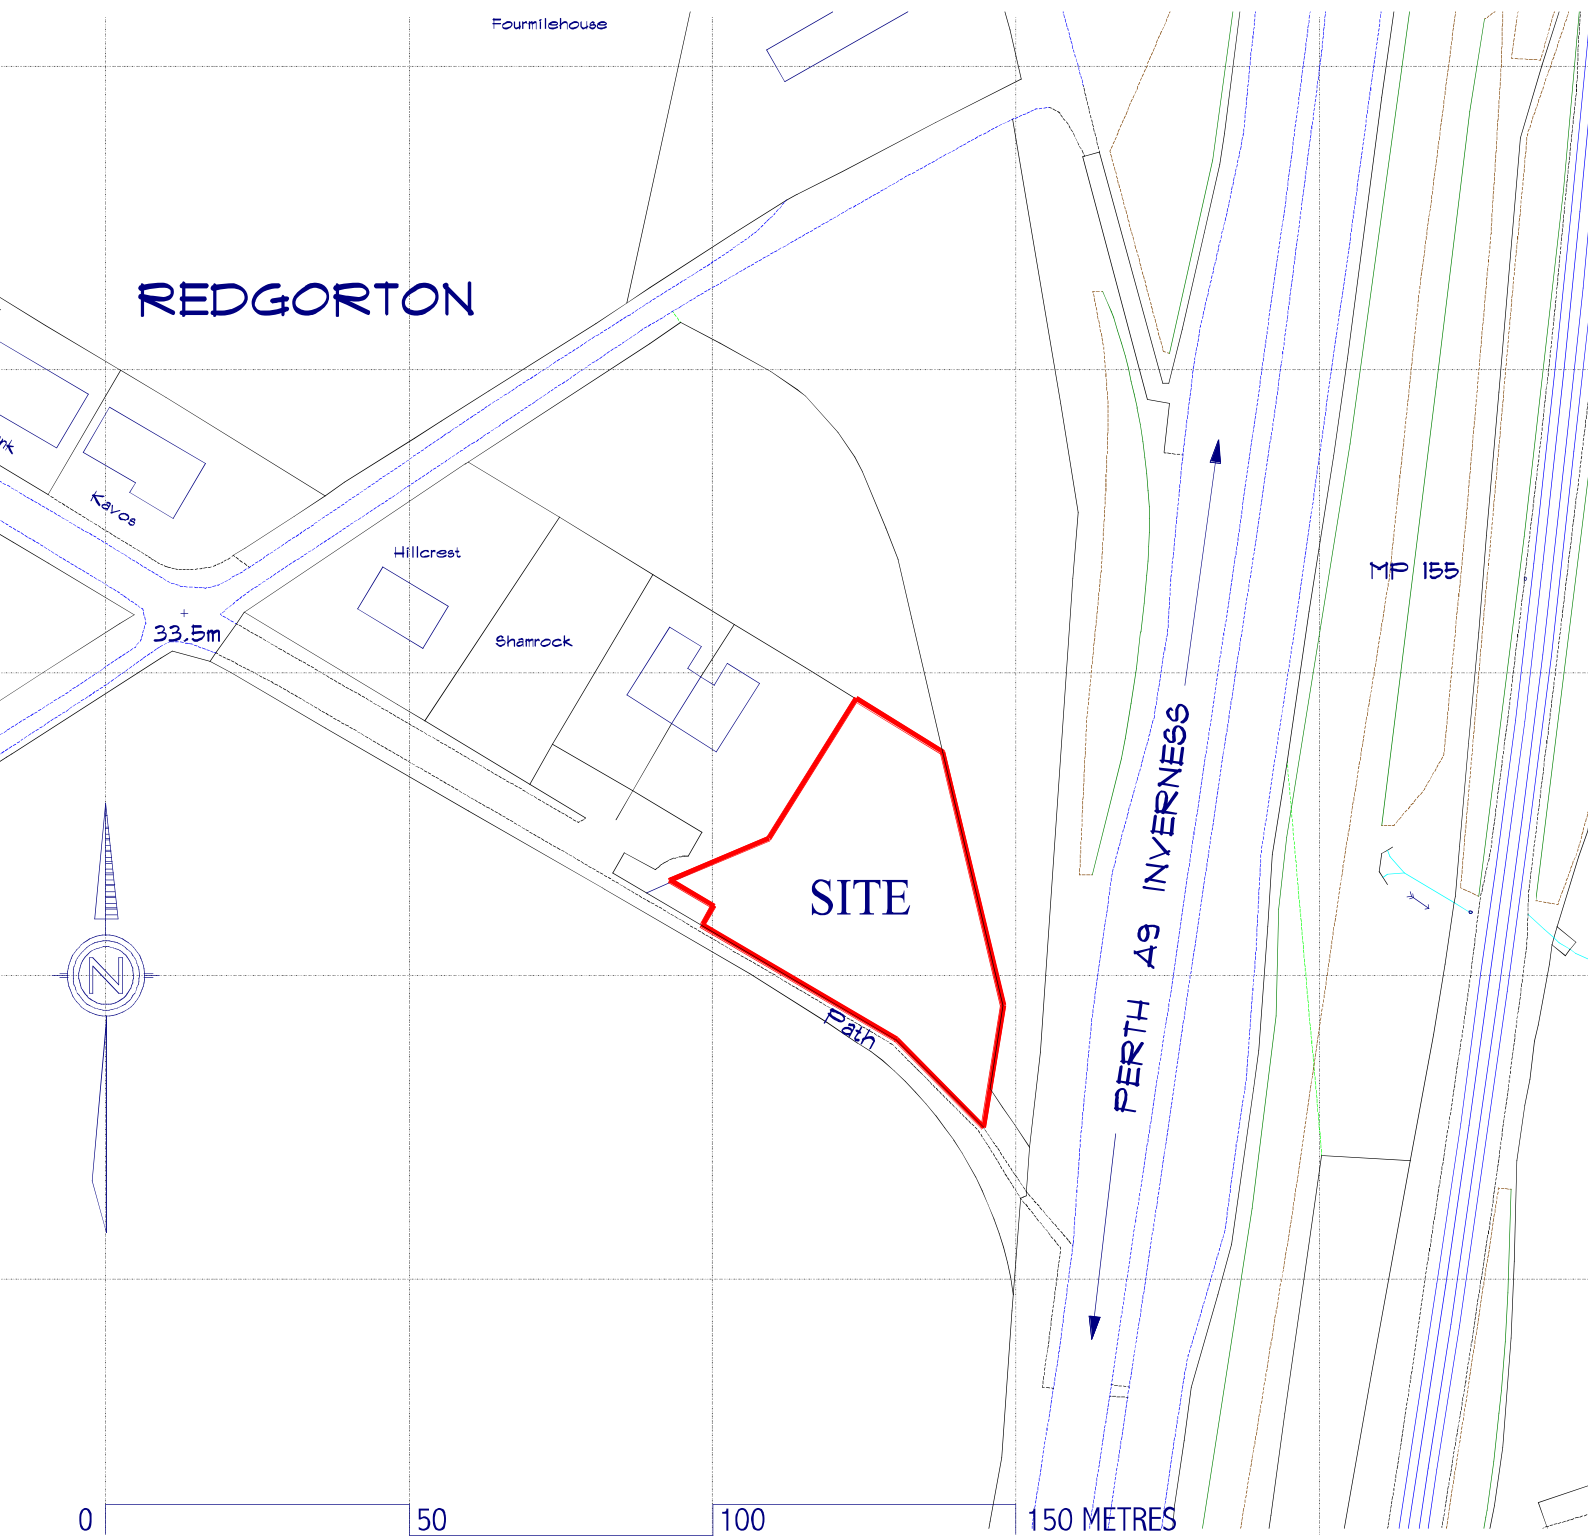 Fourmilehouse
REDGORTON
Kavos
Hillcrest
MP 155
33.5m
Shamrock
SITE
PERTH A9 INVERNESS
N
Path
0 50 100 150 METRES